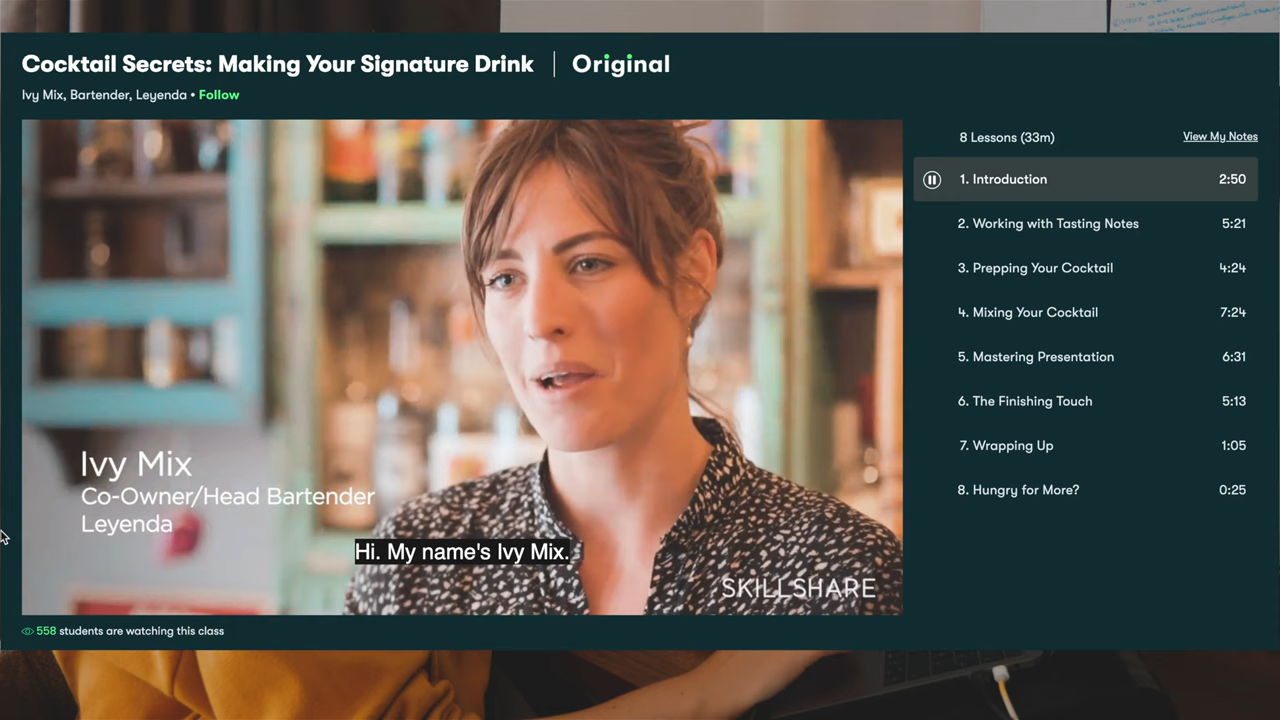 Cocktail Secrets: Making Your Signature Drink | Original
Ivy Mix, Bartender, Leyenda • Follow
8 Lessons (33m)
View My Notes
1. Introduction 2:50
2. Working with Tasting Notes 5:21
3. Prepping Your Cocktail 4:24
4. Mixing Your Cocktail 7:24
5. Mastering Presentation 6:31
6. The Finishing Touch 5:13
7. Wrapping Up 1:05
8. Hungry for More? 0:25
Ivy Mix
Co-Owner/Head Bartender
Leyenda
Hi. My name's Ivy Mix.
SKILLSHARE
558 students are watching this class